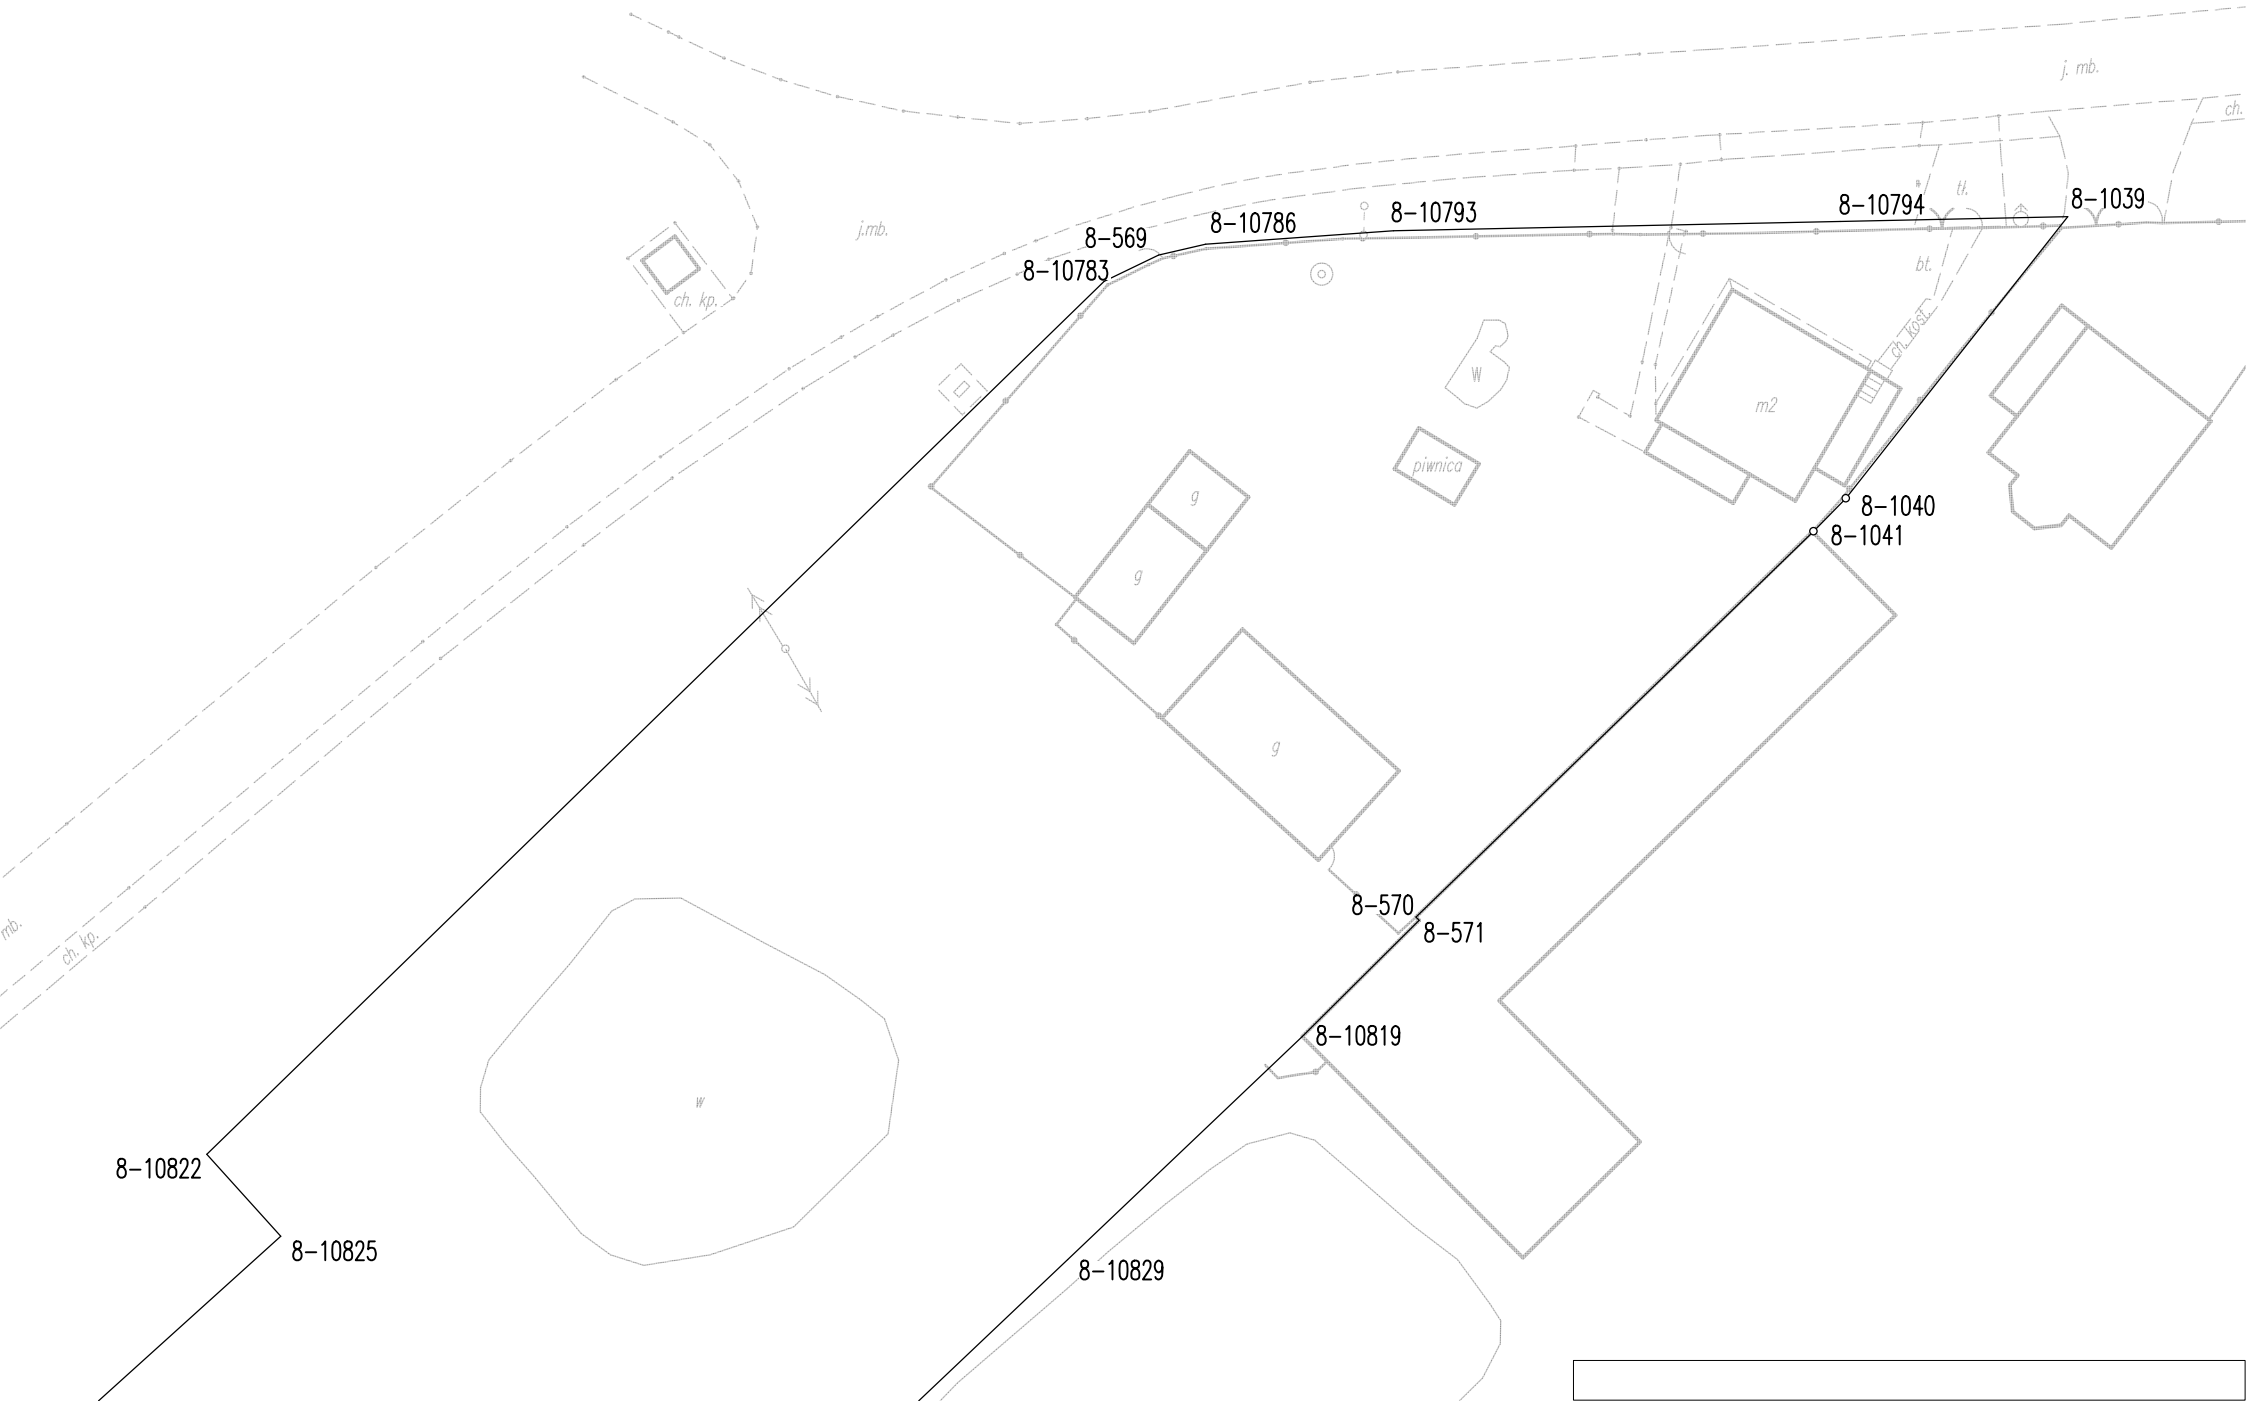 j. mb.
ch.
8-1039
tł.
8-10794
8-10793
8-10786
j.mb.
8-569
8-10783
bt.
ch. kp.
ch. kost.
W
m2
piwnica
g
8-1040
8-1041
g
g
8-570
mb.
8-571
ch. kp.
8-10819
w
8-10822
8-10825
8-10829